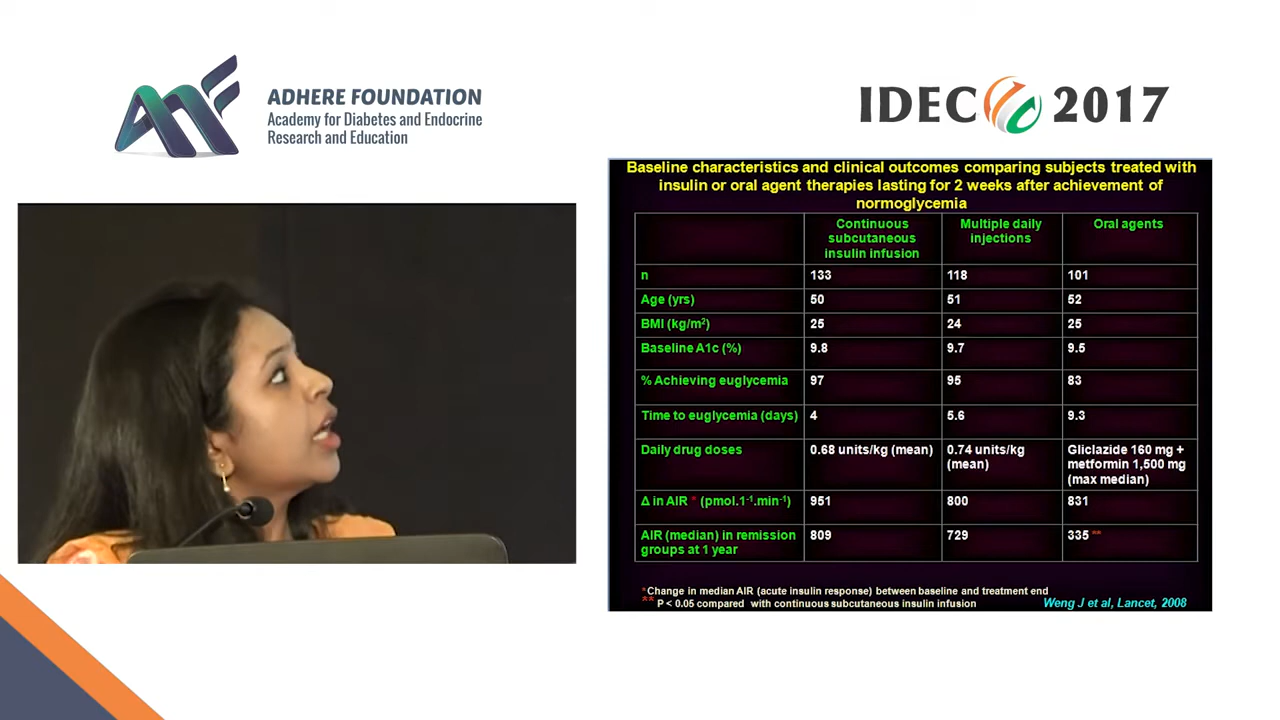 ADHERE FOUNDATION
Academy for Diabetes and Endocrine
Research and Education
IDEC 2017
Baseline characteristics and clinical outcomes comparing subjects treated with
insulin or oral agent therapies lasting for 2 weeks after achievement of
normoglycemia
Continuous subcutaneous insulin infusion
Multiple daily injections
Oral agents
n 133 118 101
Age (yrs) 50 51 52
BMI (kg/m²) 25 24 25
Baseline A1c (%) 9.8 9.7 9.5
% Achieving euglycemia 97 95 83
Time to euglycemia (days) 4 5.6 9.3
Daily drug doses 0.68 units/kg (mean) 0.74 units/kg (mean) Gliclazide 160 mg + metformin 1,500 mg (max median)
Δ in AIR * (pmol.1⁻¹.min⁻¹) 951 800 831
AIR (median) in remission groups at 1 year 809 729 335 **
*Change in median AIR (acute insulin response) between baseline and treatment end
** P < 0.05 compared with continuous subcutaneous insulin infusion
Weng J et al, Lancet, 2008